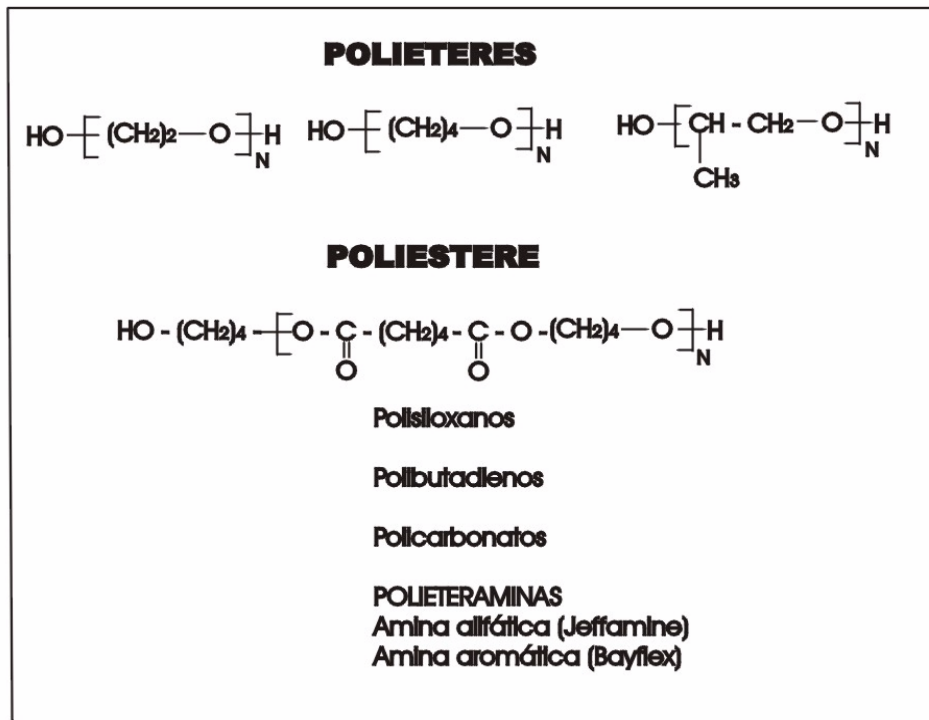 POLIETERES
HO-[(CH2)2—O]-H N HO-[(CH2)4—O]-H N HO-[CH - CH2—O]-H N
CH3
POLIESTERE
HO - (CH2)4 -[O - C - (CH2)4 - C - O - (CH2)4—O]-H N
O O
Polisiloxanos
Polibutadienos
Policarbonatos
POLIETERAMINAS
Amina alifática (Jeffamine)
Amina aromática (Bayflex)